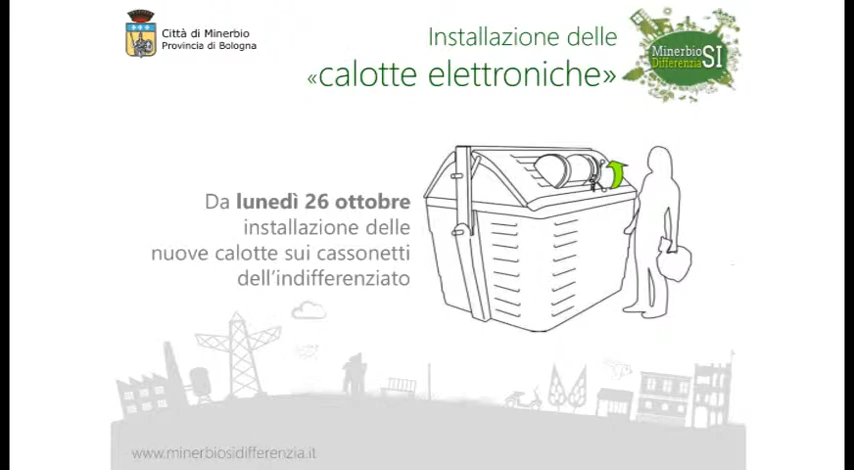 Città di Minerbio
Provincia di Bologna
Installazione delle
«calotte elettroniche»
Minerbio
Differenzia
SI
Da lunedì 26 ottobre
installazione delle
nuove calotte sui cassonetti
dell'indifferenziato
www.minerbiosidifferenzia.it